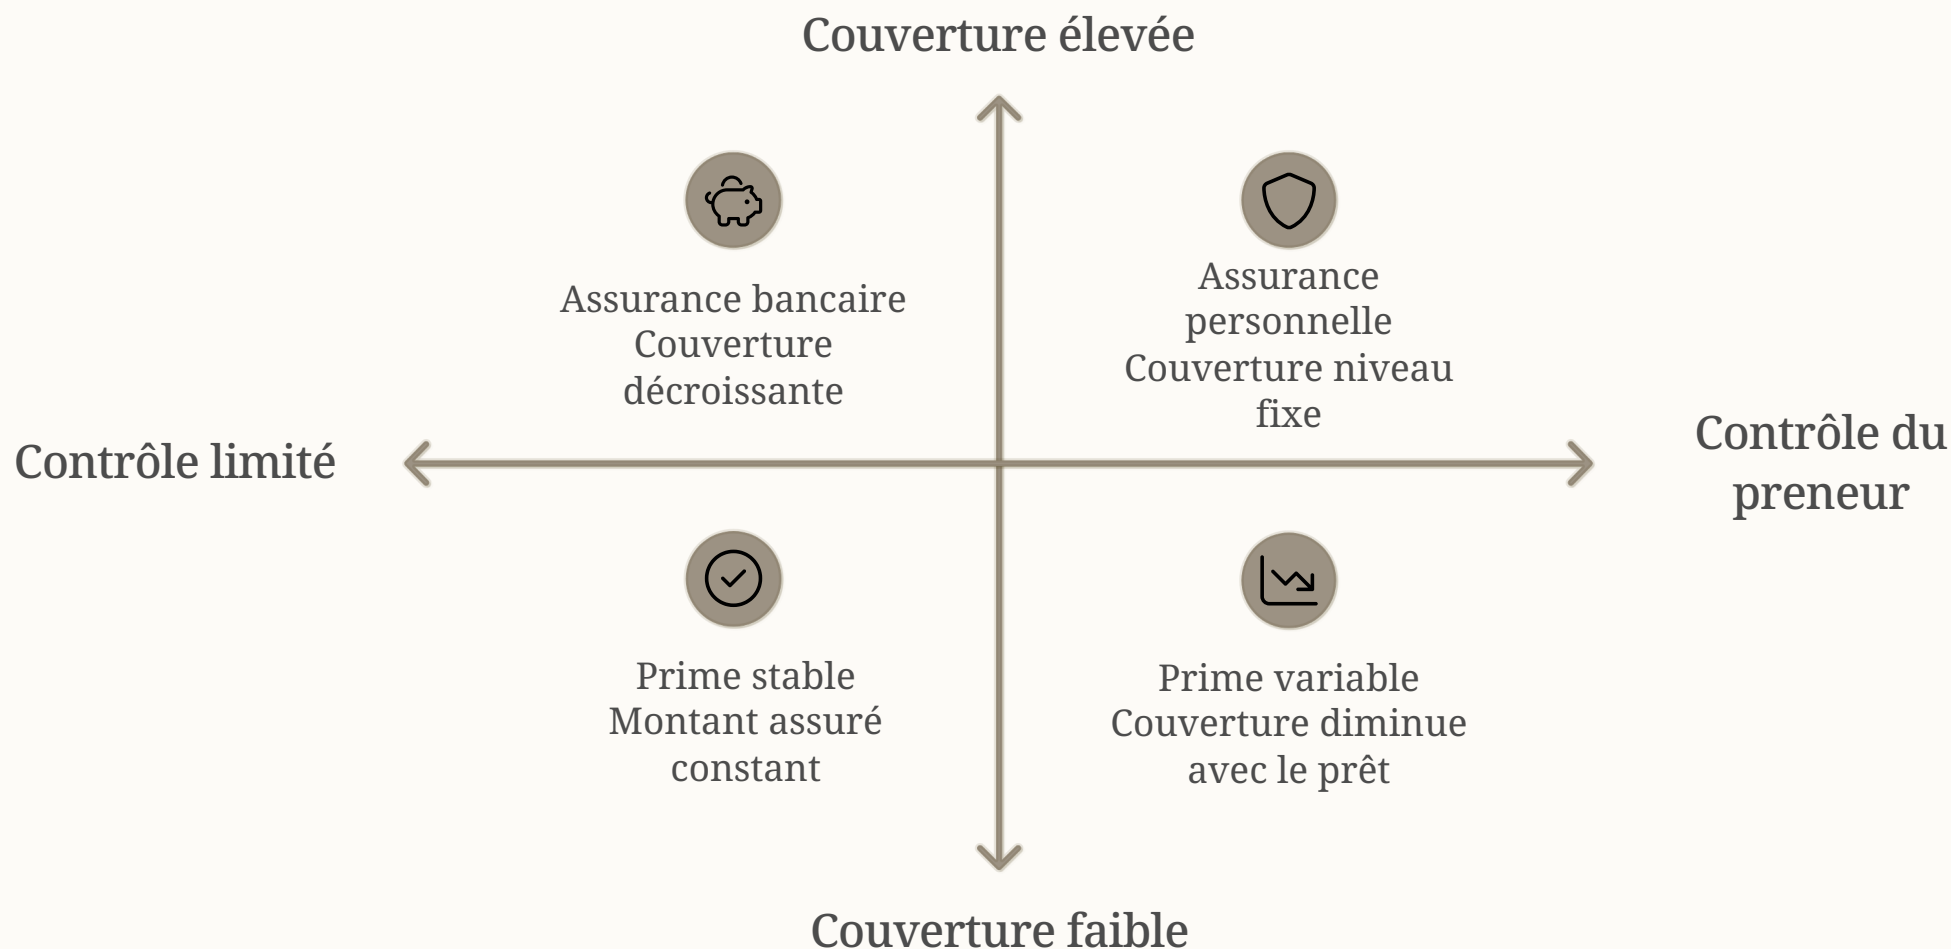 Couverture élevée
Assurance bancaire
Couverture
décroissante
Assurance
personnelle
Couverture niveau
fixe
Contrôle limité
Contrôle du
preneur
Prime stable
Montant assuré
constant
Prime variable
Couverture diminue
avec le prêt
Couverture faible